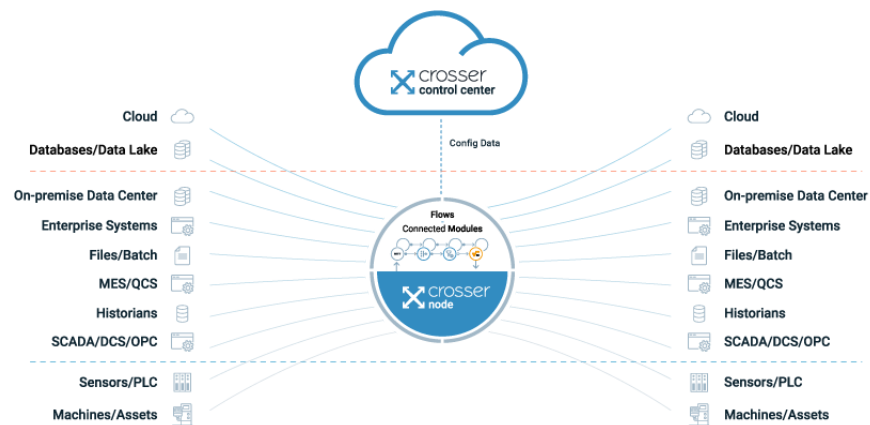 crosser
control center
Config Data
Cloud
Databases/Data Lake
On-premise Data Center
Enterprise Systems
Files/Batch
MES/QCS
Historians
SCADA/DCS/OPC
Sensors/PLC
Machines/Assets
Flows
-
Connected Modules
crosser
node
Cloud
Databases/Data Lake
On-premise Data Center
Enterprise Systems
Files/Batch
MES/QCS
Historians
SCADA/DCS/OPC
Sensors/PLC
Machines/Assets